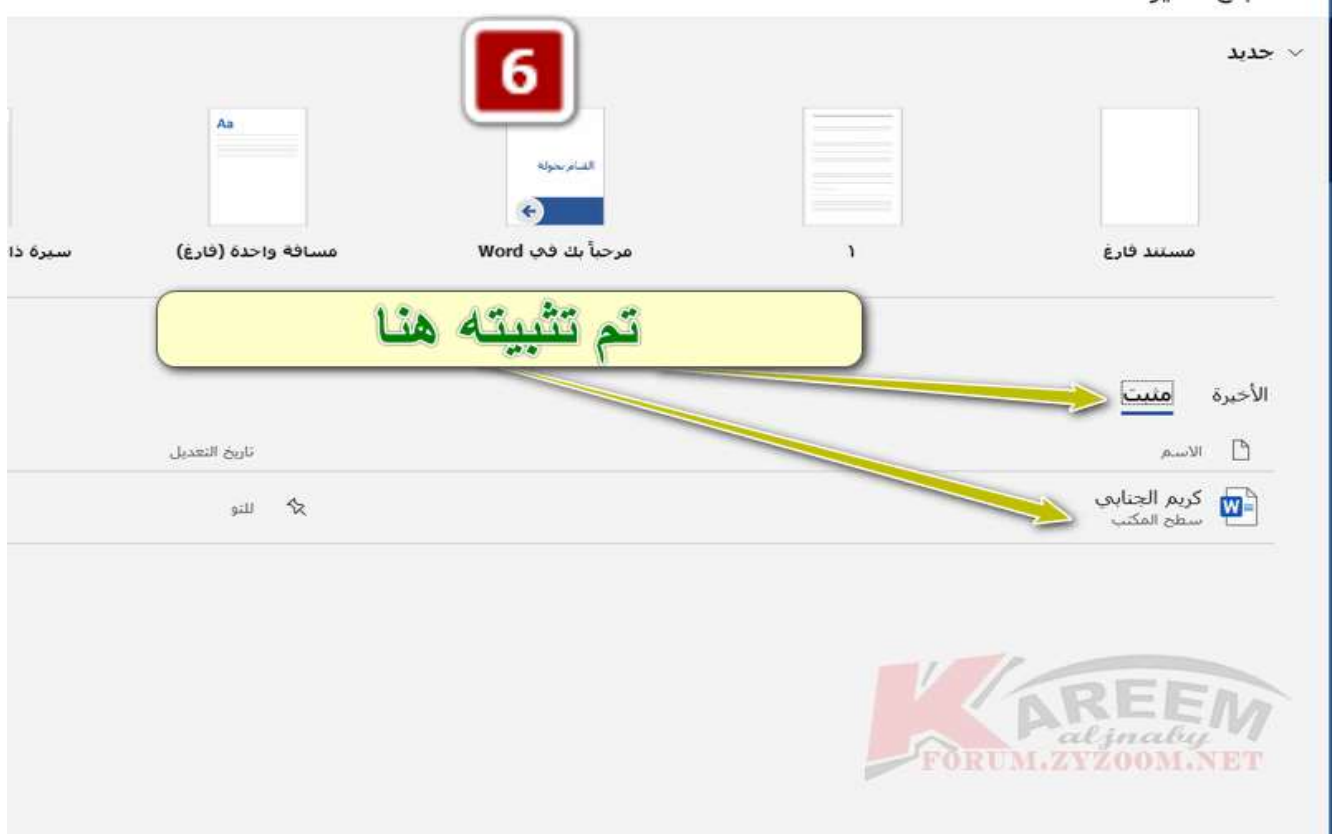 جديد
6
Aa
القيام بجولة
مستند فارغ
١
مرحباً بك في Word
مسافة واحدة (فارغ)
سيرة ذا
تم تثبيته هنا
الأخيرة
مثبت
الاسم
تاريخ التعديل
كريم الجنابي
للتو
سطح المكتب
KAREEM
aljnaby
FORUM.ZYZOOM.NET